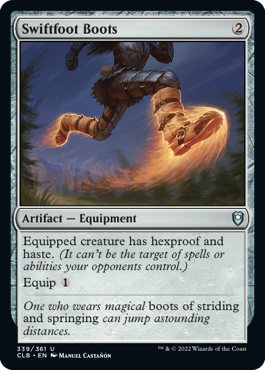 Swiftfoot Boots 2
Artifact — Equipment
Equipped creature has hexproof and
haste. (It can't be the target of spells or
abilities your opponents control.)
Equip 1
One who wears magical boots of striding
and springing can jump astounding
distances.
339/361 U
CLB • EN MANUEL CASTAÑÓN
™ & © 2022 Wizards of the Coast